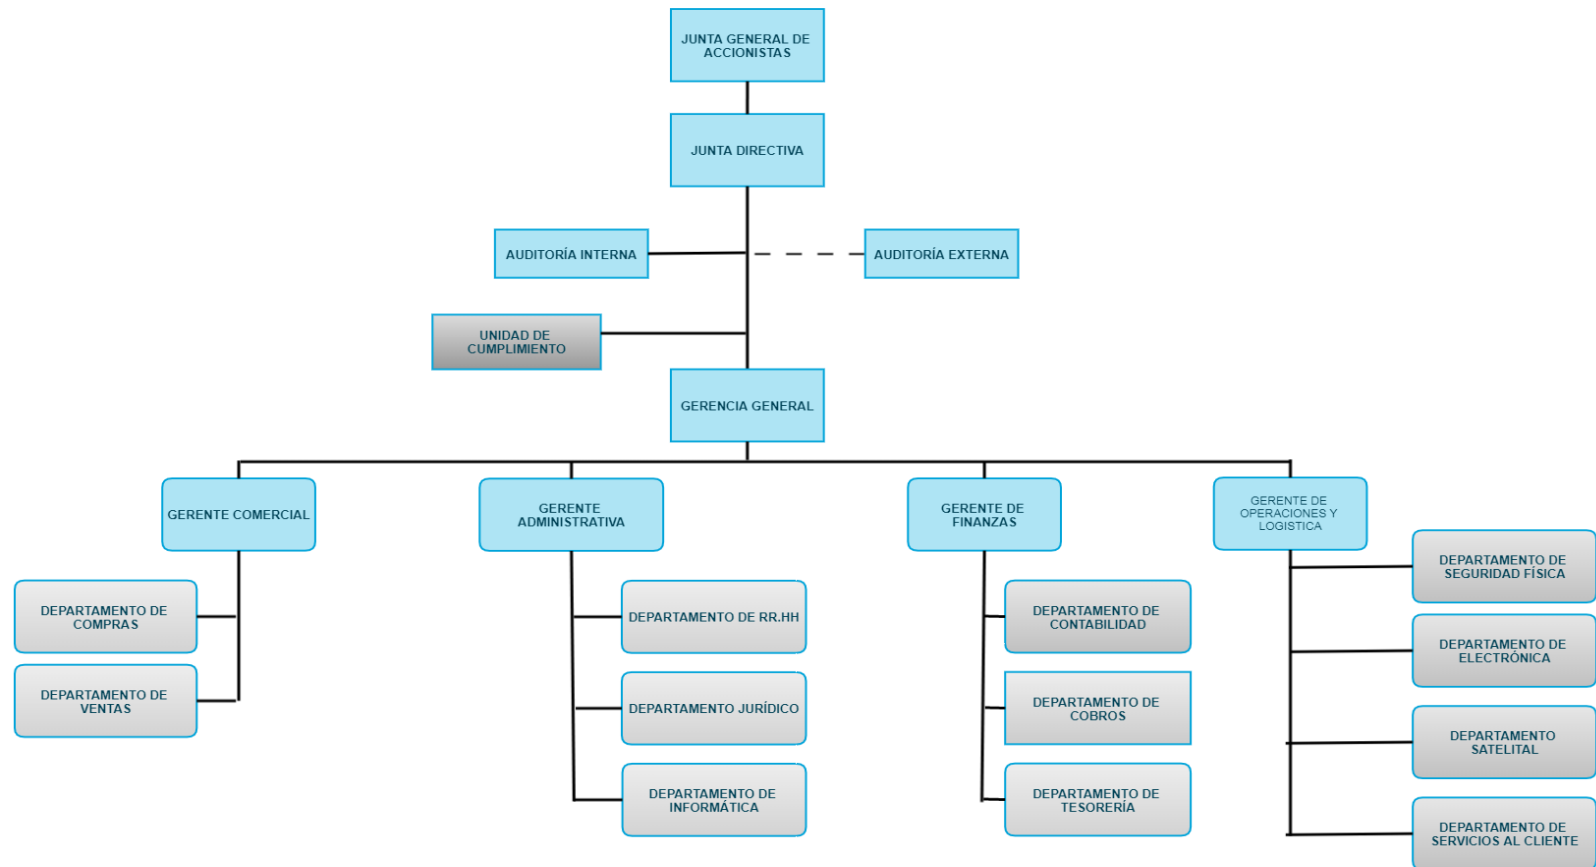 JUNTA GENERAL DE
ACCIONISTAS
JUNTA DIRECTIVA
AUDITORÍA INTERNA
AUDITORÍA EXTERNA
UNIDAD DE
CUMPLIMIENTO
GERENCIA GENERAL
GERENTE COMERCIAL
GERENTE
ADMINISTRATIVA
GERENTE DE
FINANZAS
GERENTE DE
OPERACIONES Y
LOGISTICA
DEPARTAMENTO DE
COMPRAS
DEPARTAMENTO DE
VENTAS
DEPARTAMENTO DE RR.HH
DEPARTAMENTO JURÍDICO
DEPARTAMENTO DE
INFORMÁTICA
DEPARTAMENTO DE
CONTABILIDAD
DEPARTAMENTO DE
COBROS
DEPARTAMENTO DE
TESORERÍA
DEPARTAMENTO DE
SEGURIDAD FÍSICA
DEPARTAMENTO DE
ELECTRÓNICA
DEPARTAMENTO
SATELITAL
DEPARTAMENTO DE
SERVICIOS AL CLIENTE